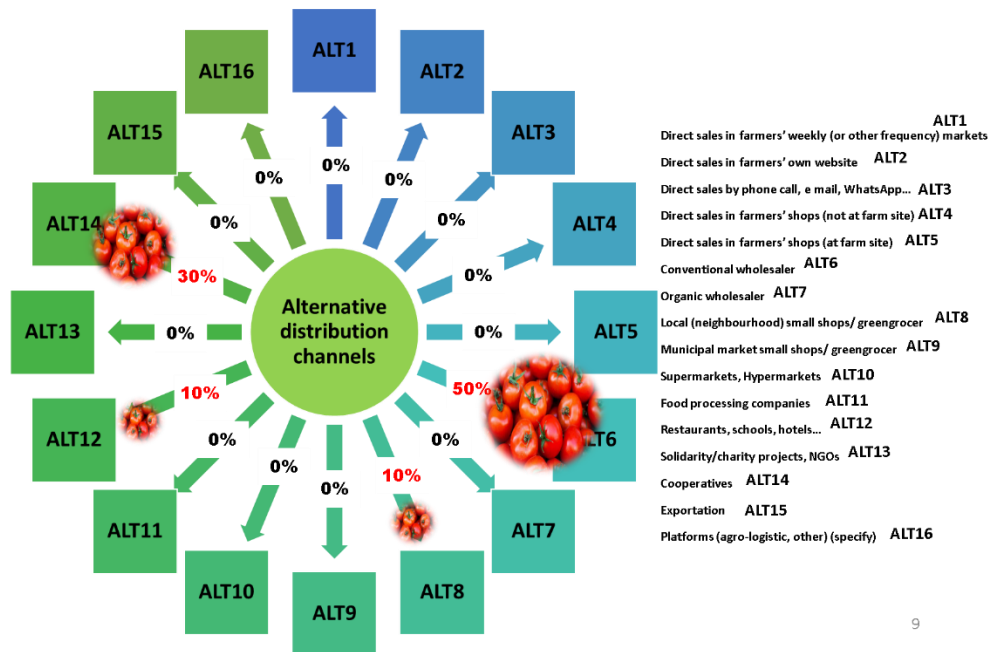 ALT1
ALT2
ALT3
ALT4
ALT5
ALT6
ALT7
ALT8
ALT9
ALT10
ALT11
ALT12
ALT13
ALT14
ALT15
ALT16
0%
0%
0%
0%
0%
50%
0%
10%
0%
0%
0%
10%
0%
30%
0%
0%
Alternative
distribution
channels
ALT1
Direct sales in farmers' weekly (or other frequency) markets
Direct sales in farmers' own website ALT2
Direct sales by phone call, e mail, WhatsApp... ALT3
Direct sales in farmers' shops (not at farm site) ALT4
Direct sales in farmers' shops (at farm site) ALT5
Conventional wholesaler ALT6
Organic wholesaler ALT7
Local (neighbourhood) small shops/ greengrocer ALT8
Municipal market small shops/ greengrocer ALT9
Supermarkets, Hypermarkets ALT10
Food processing companies ALT11
Restaurants, schools, hotels... ALT12
Solidarity/charity projects, NGOs ALT13
Cooperatives ALT14
Exportation ALT15
Platforms (agro-logistic, other) (specify) ALT16
9